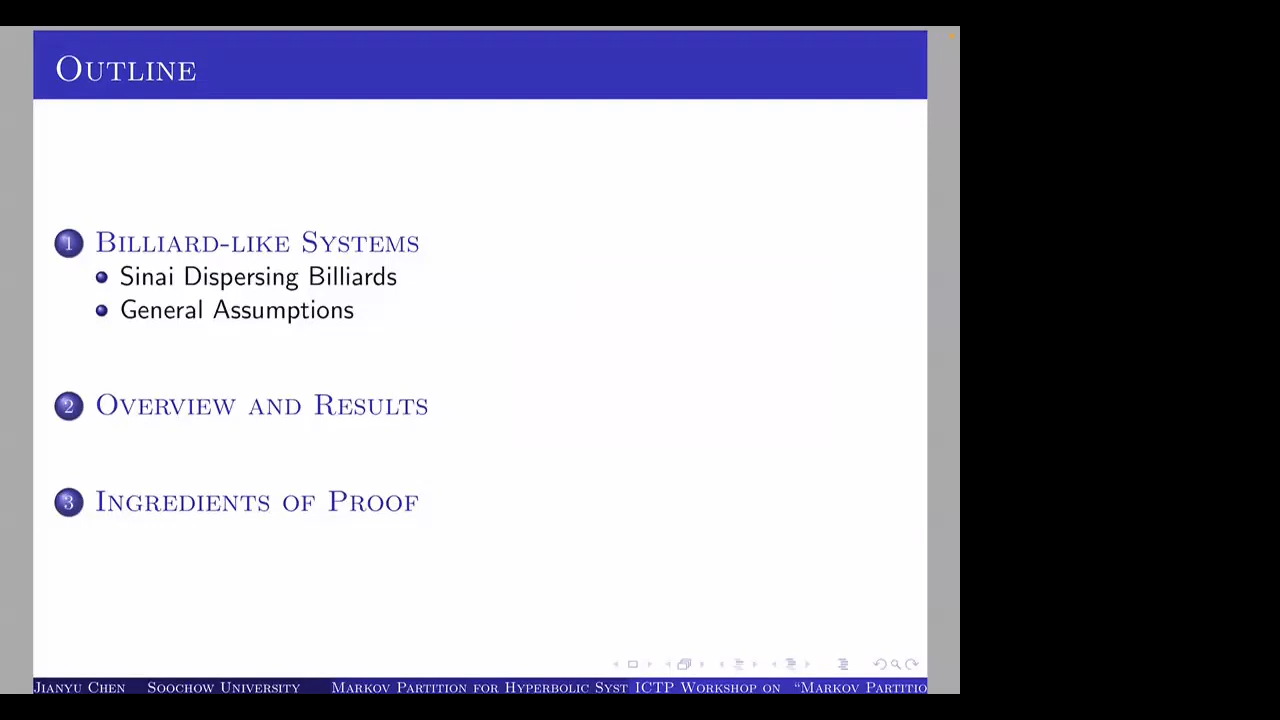 Outline
1 Billiard-like Systems
Sinai Dispersing Billiards
General Assumptions
2 Overview and Results
3 Ingredients of Proof
Jianyu Chen Soochow University Markov Partition for Hyperbolic Syst ICTP Workshop on “Markov Partitio